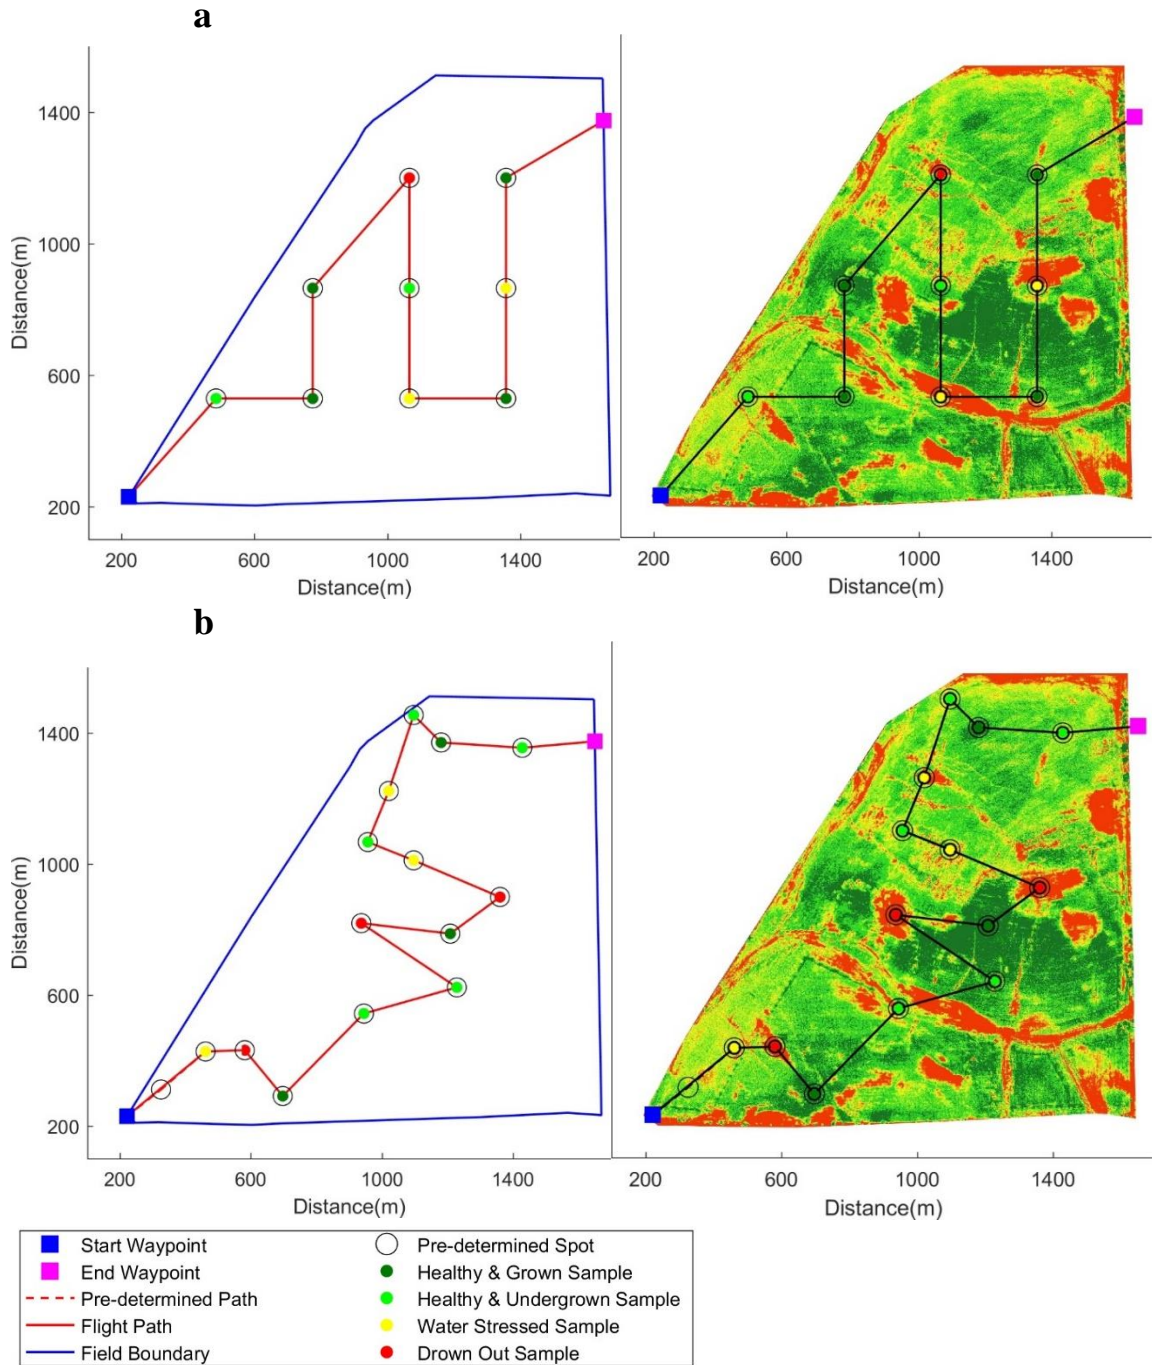 a
1400
1000
600
200
Distance(m)
200 600 1000 1400
Distance(m)
200 600 1000 1400
Distance(m)
b
1400
1000
600
200
Distance(m)
200 600 1000 1400
Distance(m)
200 600 1000 1400
Distance(m)
Start Waypoint
End Waypoint
Pre-determined Path
Flight Path
Field Boundary
Pre-determined Spot
Healthy & Grown Sample
Healthy & Undergrown Sample
Water Stressed Sample
Drown Out Sample